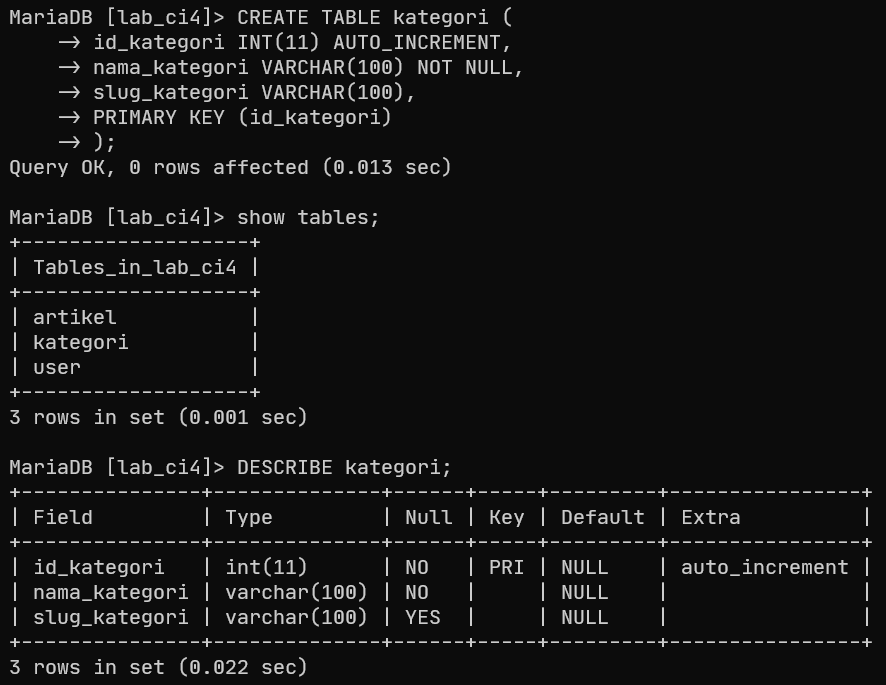 MariaDB [lab_ci4]> CREATE TABLE kategori (
    -> id_kategori INT(11) AUTO_INCREMENT,
    -> nama_kategori VARCHAR(100) NOT NULL,
    -> slug_kategori VARCHAR(100),
    -> PRIMARY KEY (id_kategori)
    -> );
Query OK, 0 rows affected (0.013 sec)

MariaDB [lab_ci4]> show tables;
+-------------------+
| Tables_in_lab_ci4 |
+-------------------+
| artikel           |
| kategori          |
| user              |
+-------------------+
3 rows in set (0.001 sec)

MariaDB [lab_ci4]> DESCRIBE kategori;
+---------------+--------------+------+-----+---------+----------------+
| Field         | Type         | Null | Key | Default | Extra          |
+---------------+--------------+------+-----+---------+----------------+
| id_kategori   | int(11)      | NO   | PRI | NULL    | auto_increment |
| nama_kategori | varchar(100) | NO   |     | NULL    |                |
| slug_kategori | varchar(100) | YES  |     | NULL    |                |
+---------------+--------------+------+-----+---------+----------------+
3 rows in set (0.022 sec)